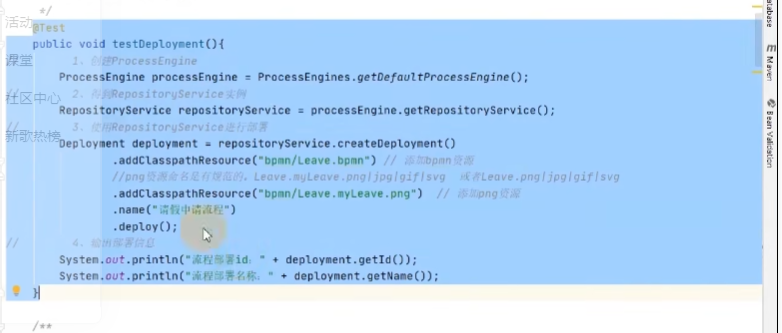 */
活动
@Test
public void testDeployment(){
// 1、创建ProcessEngine
课堂
ProcessEngine processEngine = ProcessEngines.getDefaultProcessEngine();
// 2、得到RepositoryService实例
社区中心
RepositoryService repositoryService = processEngine.getRepositoryService();
// 3、使用RepositoryService进行部署
新歌热榜
Deployment deployment = repositoryService.createDeployment()
.addClasspathResource("bpmn/Leave.bpmn") // 添加bpmn资源
//png资源命名是有规范的。Leave.myLeave.png|jpg|gif|svg 或者Leave.png|jpg|gif|svg
.addClasspathResource("bpmn/Leave.myLeave.png") // 添加png资源
.name("请假申请流程")
.deploy();
// 4、输出部署信息
System.out.println("流程部署id：" + deployment.getId());
System.out.println("流程部署名称：" + deployment.getName());
}
/**
atabase
Maven
Bean Validation